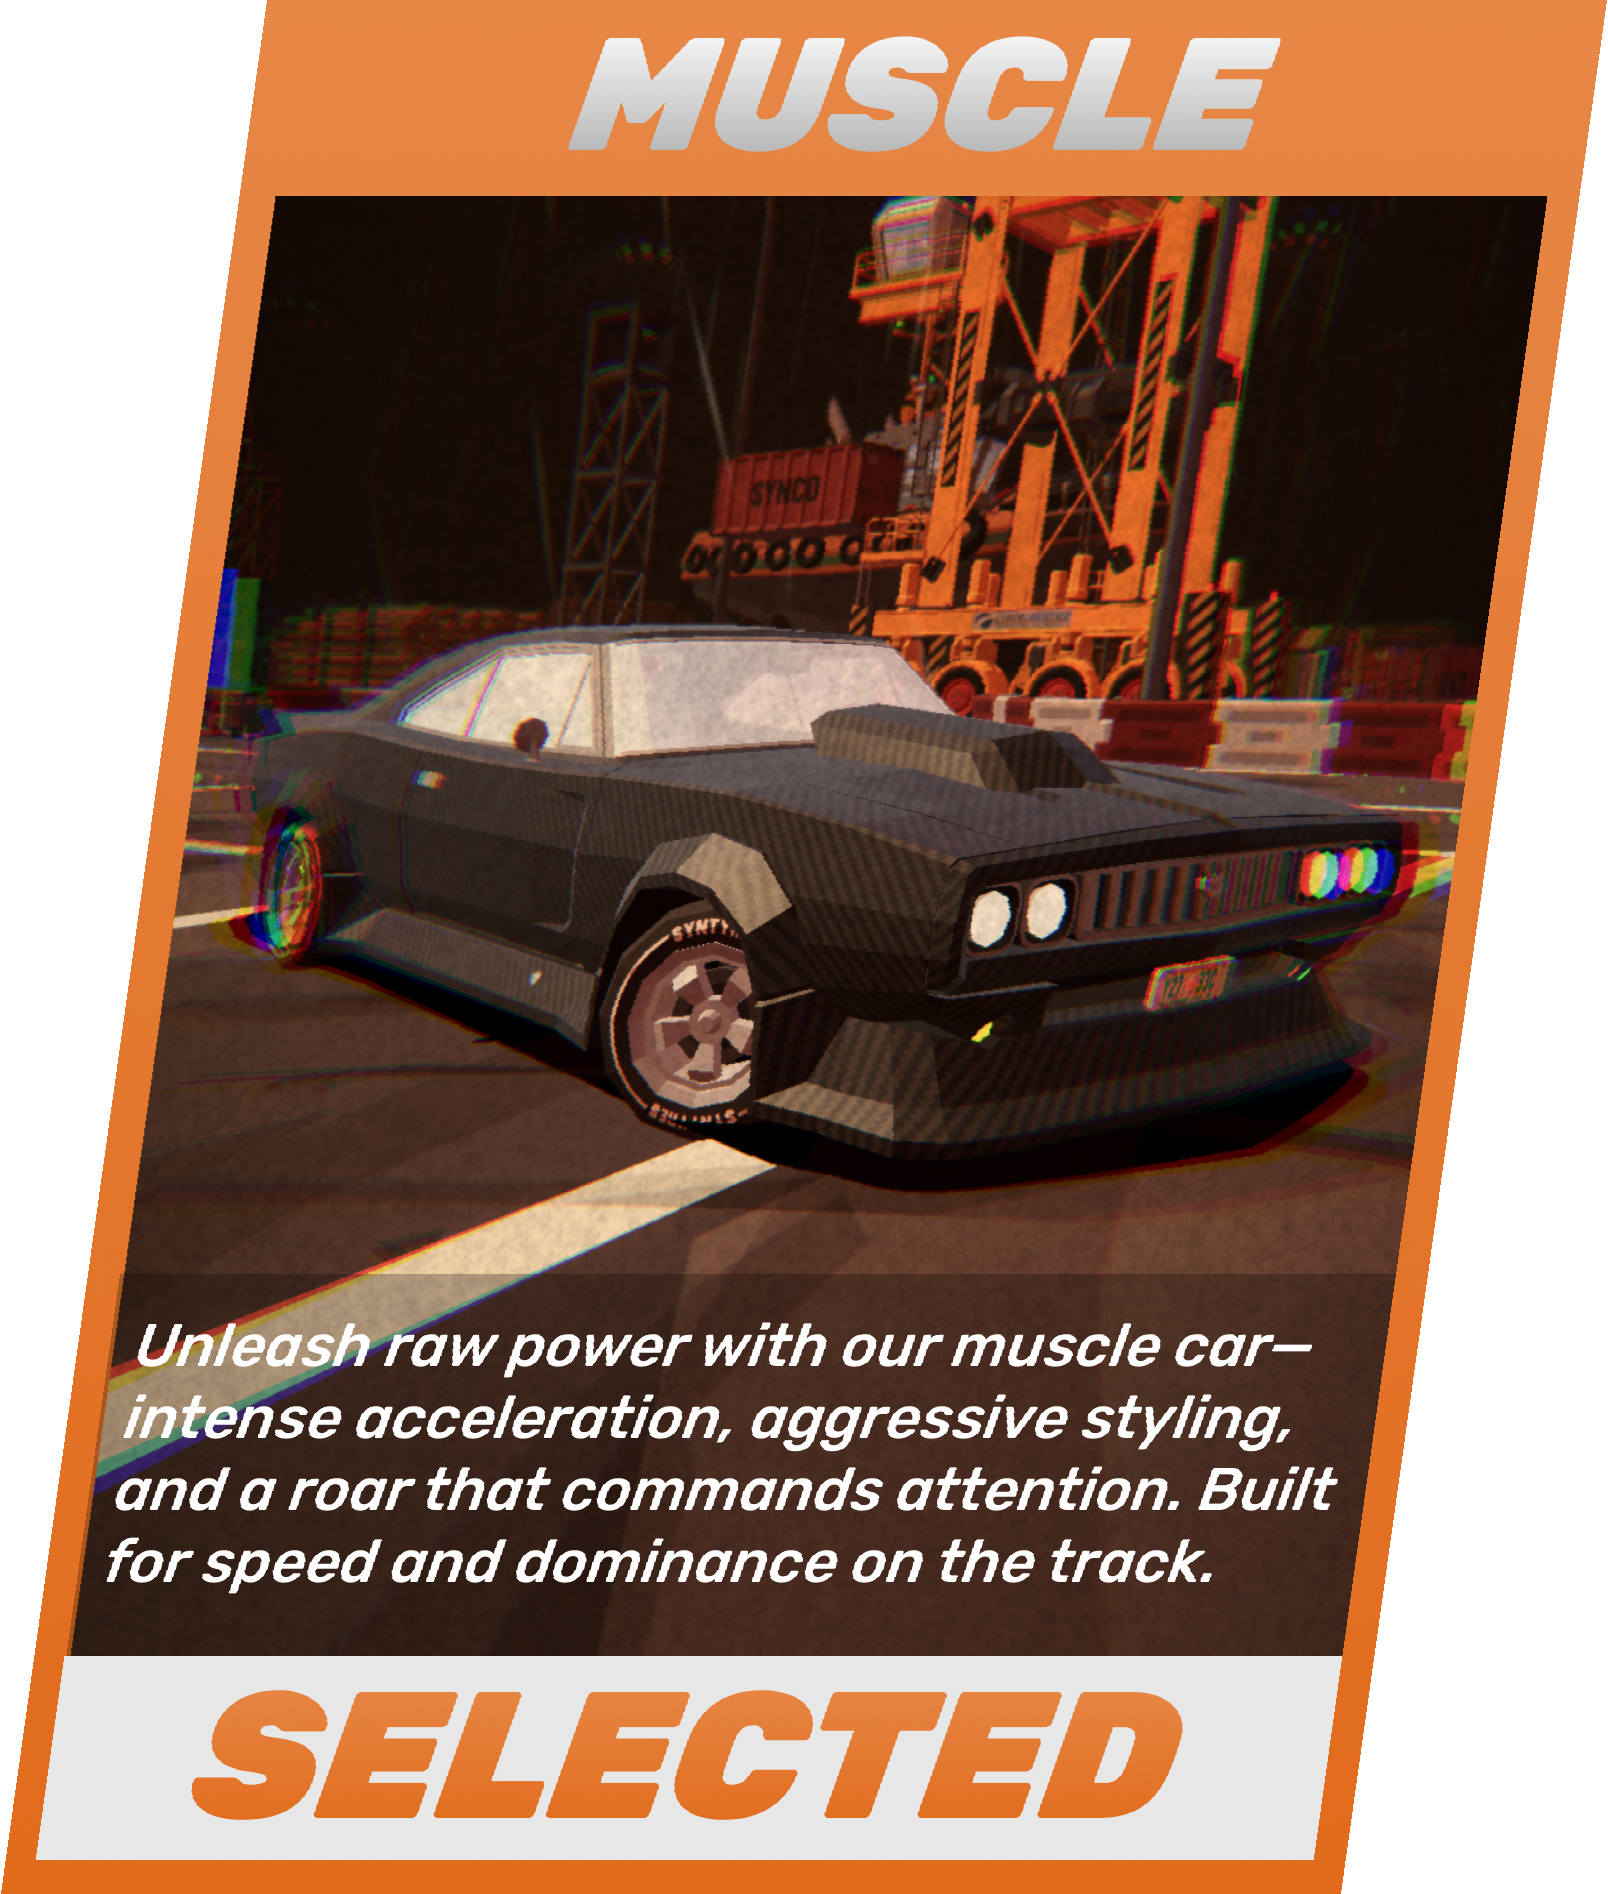 MUSCLE
SYNCO
Unleash raw power with our muscle car—
intense acceleration, aggressive styling,
and a roar that commands attention. Built
for speed and dominance on the track.
SELECTED